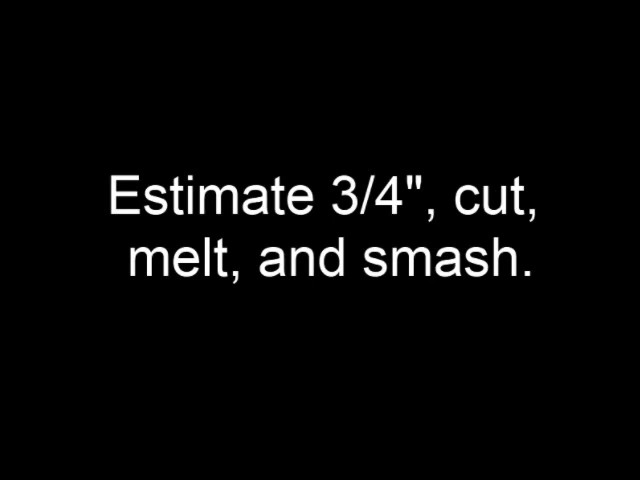 Estimate 3/4", cut,
melt, and smash.